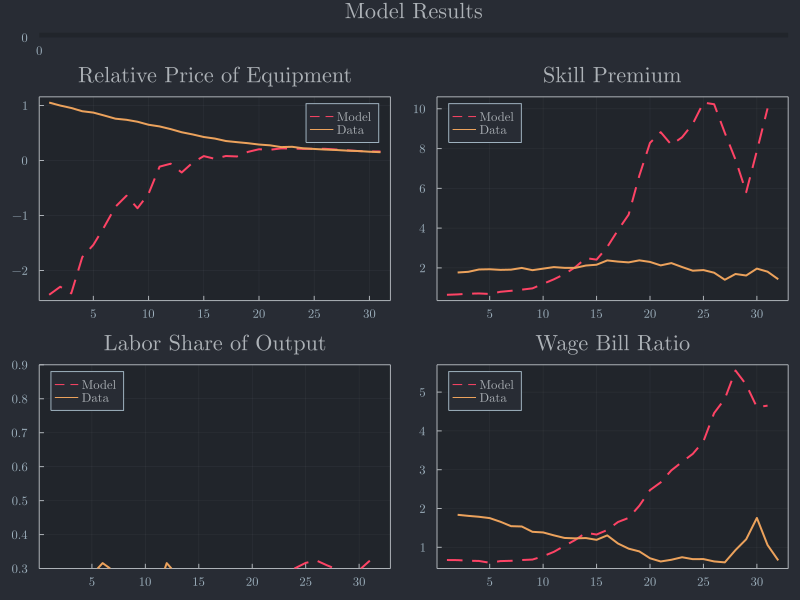 Model Results
0
0
Relative Price of Equipment
1
0
−1
−2
5 10 15 20 25 30
Model
Data
Skill Premium
10
8
6
4
2
5 10 15 20 25 30
Model
Data
Labor Share of Output
0.9
0.8
0.7
0.6
0.5
0.4
0.3
5 10 15 20 25 30
Model
Data
Wage Bill Ratio
5
4
3
2
1
5 10 15 20 25 30
Model
Data